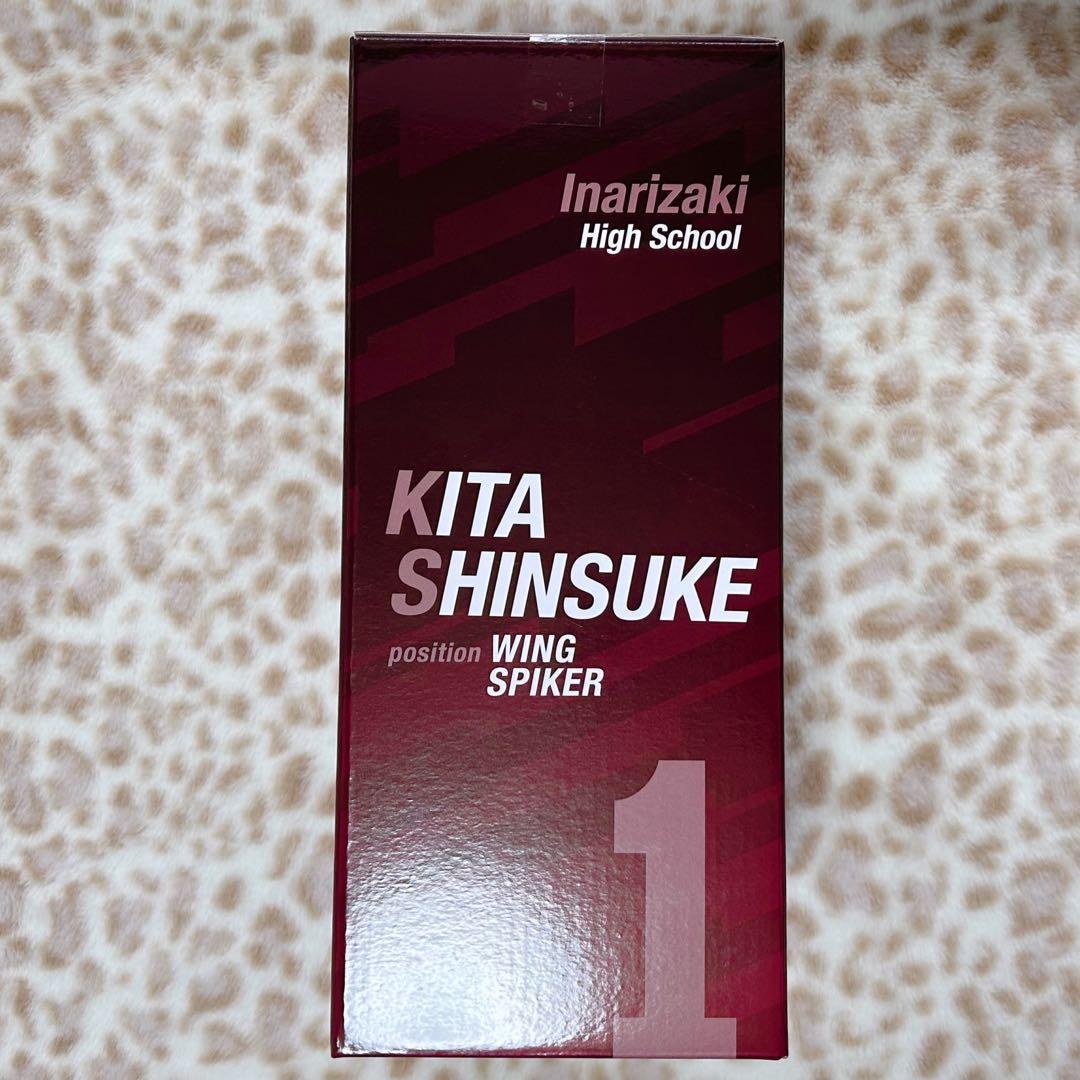 Inarizaki
High School
KITA
SHINSUKE
position WING
SPIKER
1